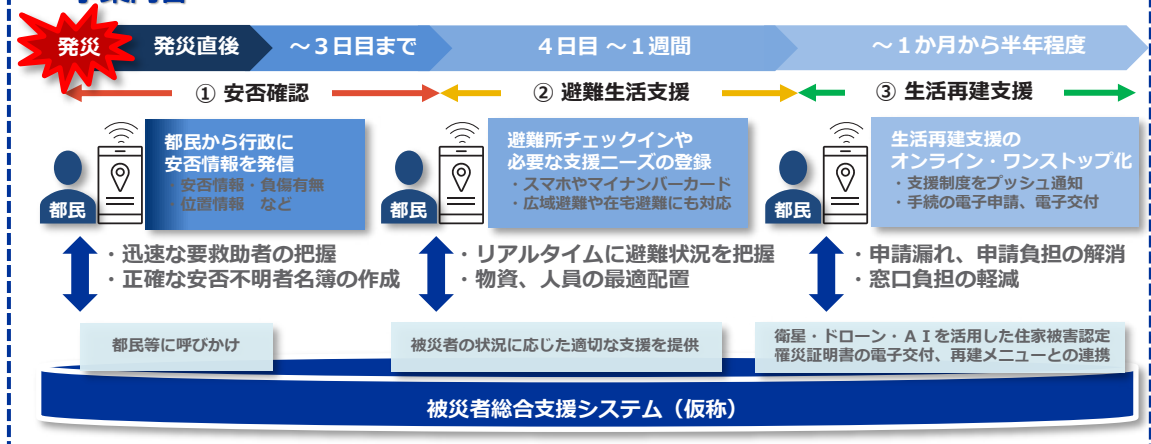 発災
発災直後
～３日目まで
４日目 ～１週間
～１か月から半年程度
① 安否確認
② 避難生活支援
③ 生活再建支援
都民から行政に
安否情報を発信
安否情報・負傷有無
位置情報　など
都民
避難所チェックインや
必要な支援ニーズの登録
・スマホやマイナンバーカード
・広域避難や在宅避難にも対応
都民
生活再建支援の
オンライン・ワンストップ化
・支援制度をプッシュ通知
・手続の電子申請、電子交付
都民
・迅速な要救助者の把握
・正確な安否不明者名簿の作成
・リアルタイムに避難状況を把握
・物資、人員の最適配置
・申請漏れ、申請負担の解消
・窓口負担の軽減
都民等に呼びかけ
被災者の状況に応じた適切な支援を提供
衛星・ドローン・ＡＩを活用した住家被害認定
罹災証明書の電子交付、再建メニューとの連携
被災者総合支援システム（仮称）